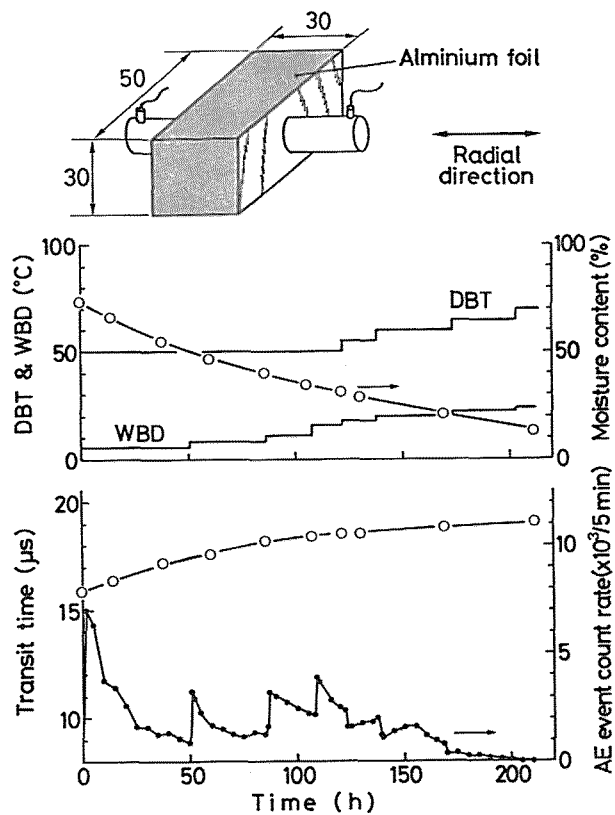 30
50
Alminium foil
30
Radial
direction
100
50
0
DBT & WBD (°C)
DBT
WBD
100
50
0
Moisture content (%)
20
15
10
Transit time (µs)
10
5
0
AE event count rate(x10³/5min)
0
50
100
150
200
Time (h)